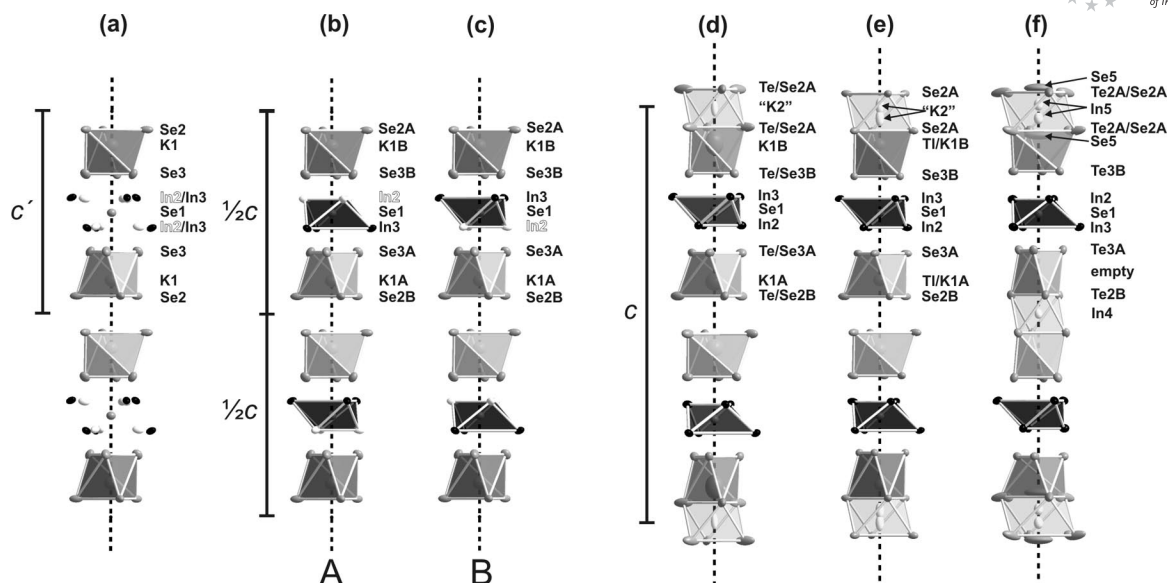 of In
(a)
(b)
(c)
(d)
(e)
(f)
c´
Se2
K1
Se3
In2/In3
Se1
In2/In3
Se3
K1
Se2
½c
½c
Se2A
K1B
Se3B
In2
Se1
In3
Se3A
K1A
Se2B
A
Se2A
K1B
Se3B
In3
Se1
In2
Se3A
K1A
Se2B
B
c
Te/Se2A
“K2”
Te/Se2A
K1B
Te/Se3B
In3
Se1
In2
Te/Se3A
K1A
Te/Se2B
Se2A
“K2”
Se2A
Tl/K1B
Se3B
In3
Se1
In2
Se3A
Tl/K1A
Se2B
Se5
Te2A/Se2A
In5
Te2A/Se2A
Se5
Te3B
In2
Se1
In3
Te3A
empty
Te2B
In4